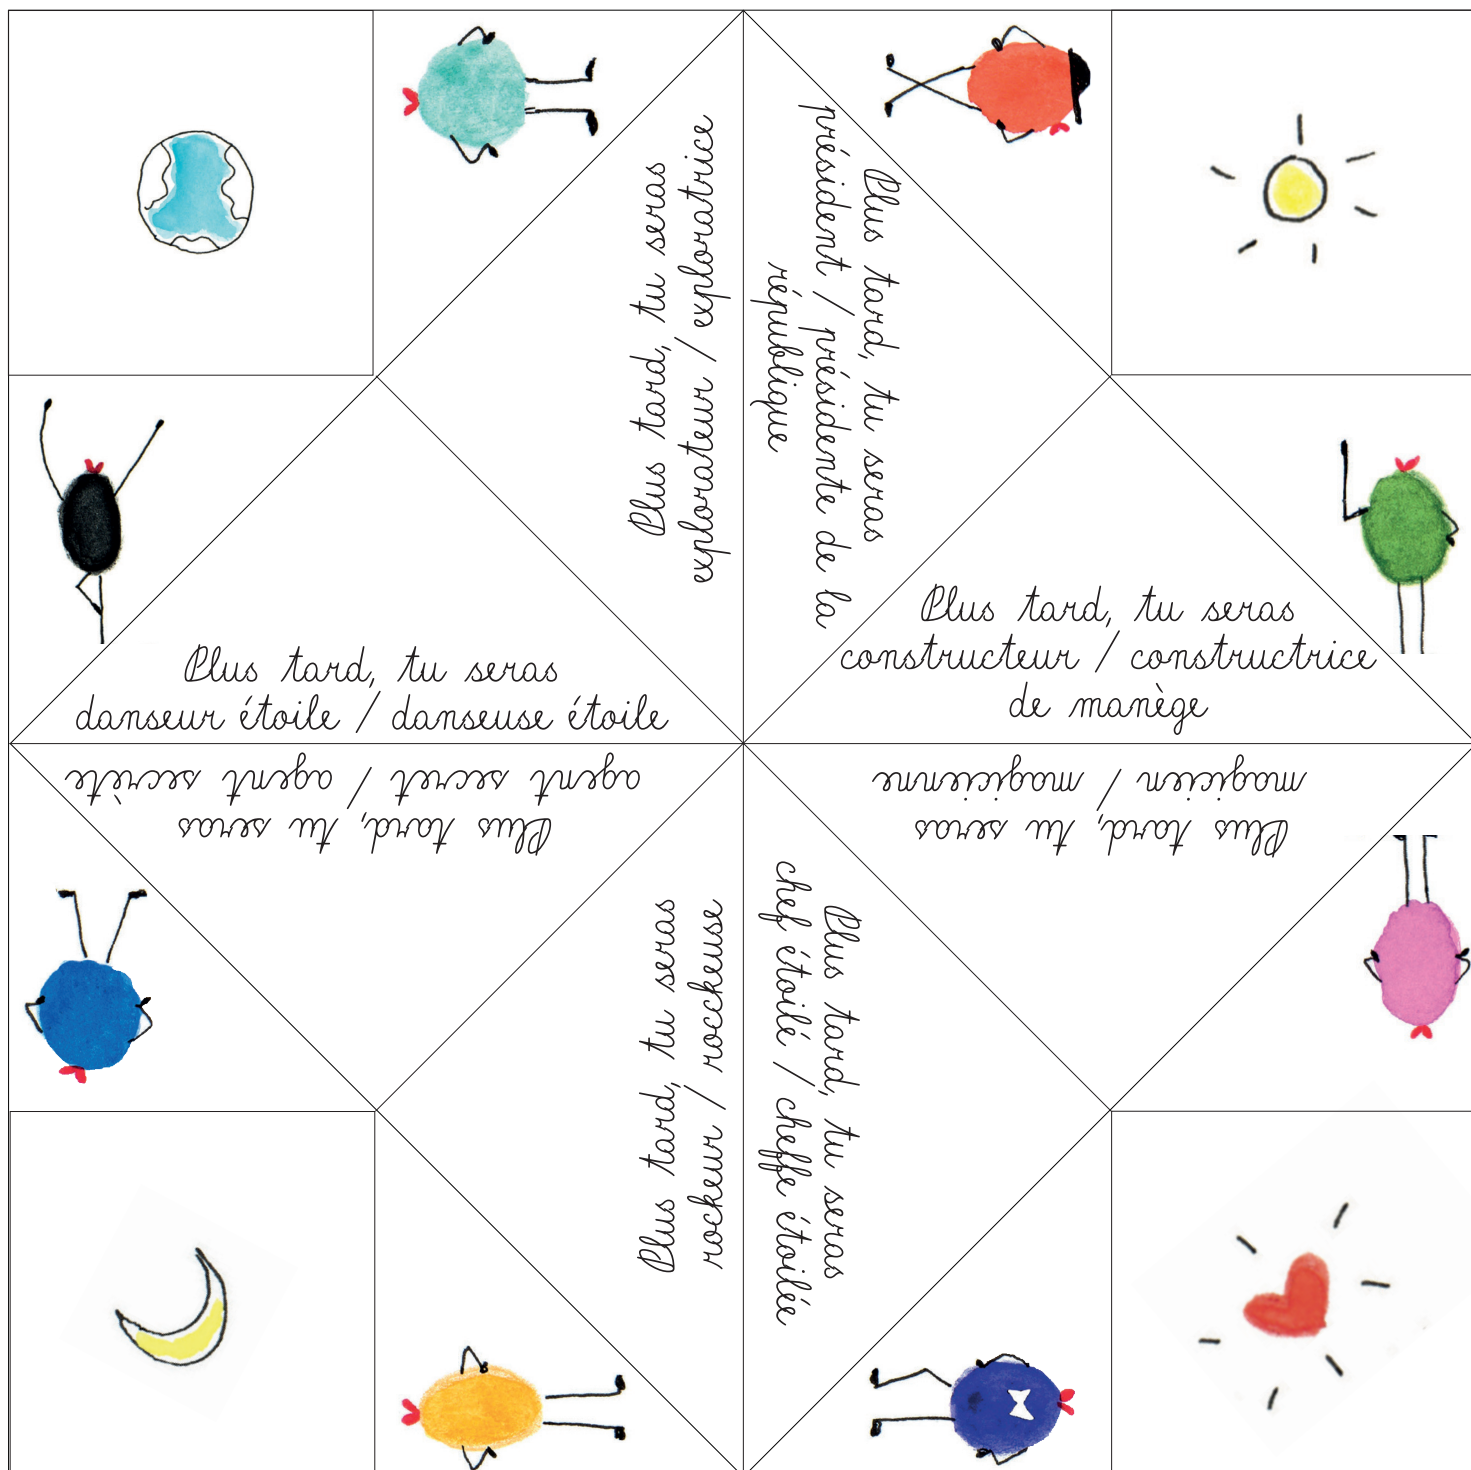 Plus tard, tu seras
explorateur / exploratrice
Plus tard, tu seras
président / présidente de la
république
Plus tard, tu seras
danseur étoile / danseuse étoile
Plus tard, tu seras
constructeur / constructrice
de manège
Plus tard, tu seras
agent secret / agent secrète
Plus tard, tu seras
magicien / magicienne
Plus tard, tu seras
rockeur / rocckeuse
Plus tard, tu seras
chef étoilé / cheffe étoilée